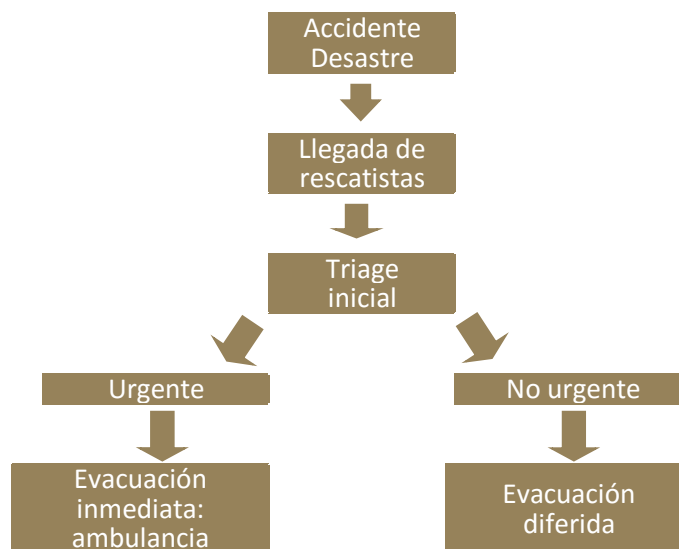 Accidente
Desastre
Llegada de
rescatistas
Triage
inicial
Urgente
No urgente
Evacuación
inmediata:
ambulancia
Evacuación
diferida